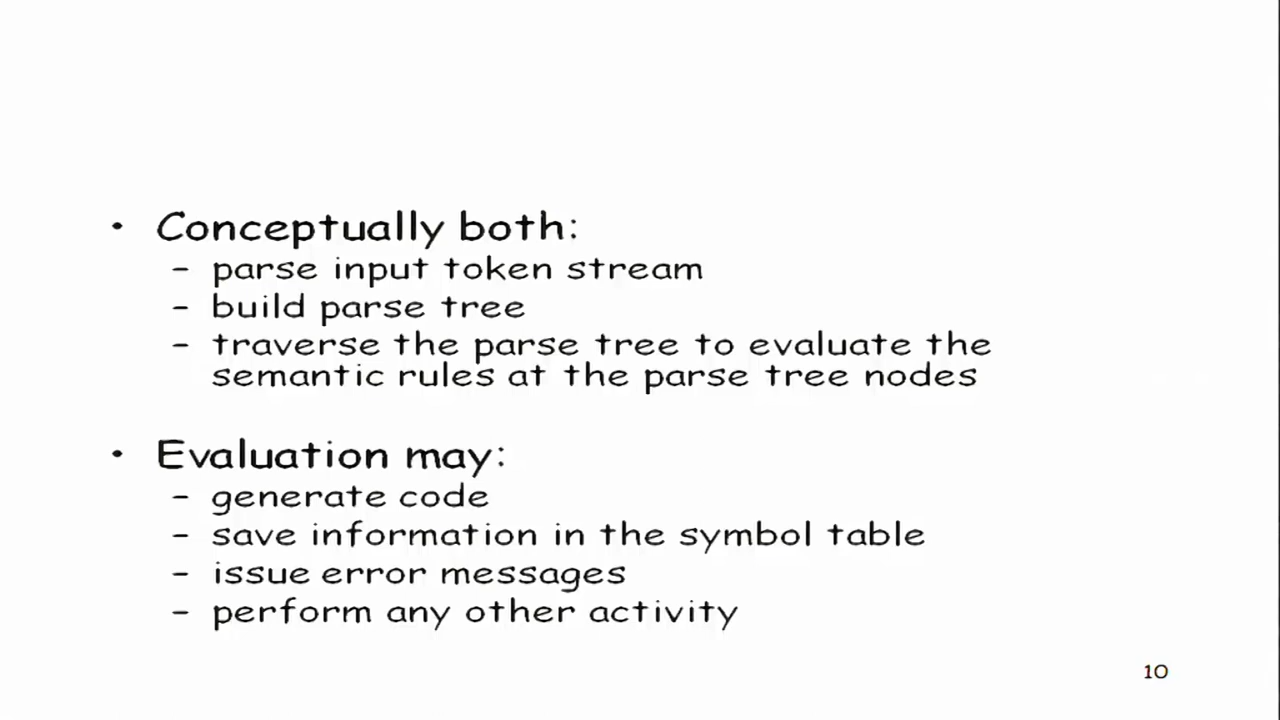 • Conceptually both:
– parse input token stream
– build parse tree
– traverse the parse tree to evaluate the
semantic rules at the parse tree nodes
• Evaluation may:
– generate code
– save information in the symbol table
– issue error messages
– perform any other activity
10